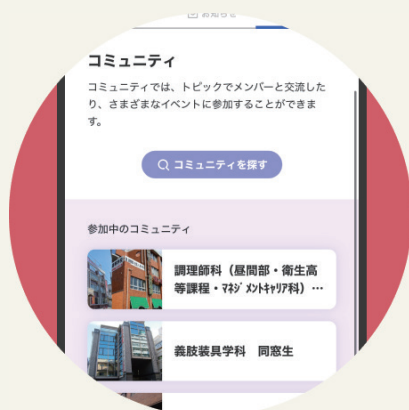 お知らせ
コミュニティ
コミュニティでは、トピックでメンバーと交流した
り、さまざまなイベントに参加することができま
す。
コミュニティを探す
参加中のコミュニティ
調理師科（昼間部・衛生高
等課程・ﾏﾈｼﾞﾒﾝﾄｷｬﾘｱ科）…
義肢装具学科　同窓生